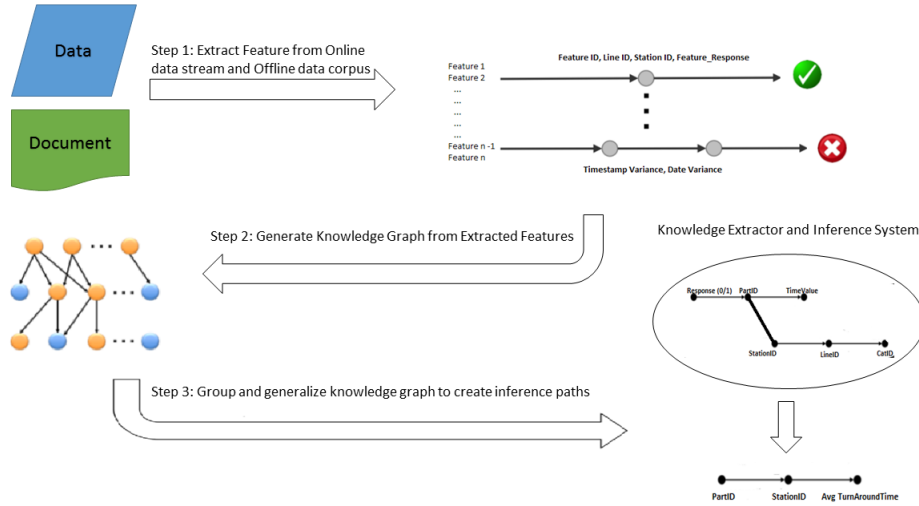 Data
Document
Step 1: Extract Feature from Online
data stream and Offline data corpus
Feature ID, Line ID, Station ID, Feature_Response
Feature 1
Feature 2
...
...
...
...
Feature n -1
Feature n
Timestamp Variance, Date Variance
Step 2: Generate Knowledge Graph from Extracted Features
Knowledge Extractor and Inference System
Response (0/1) PartID TimeValue
StationID LineID CatID
Step 3: Group and generalize knowledge graph to create inference paths
PartID StationID Avg TurnAroundTime